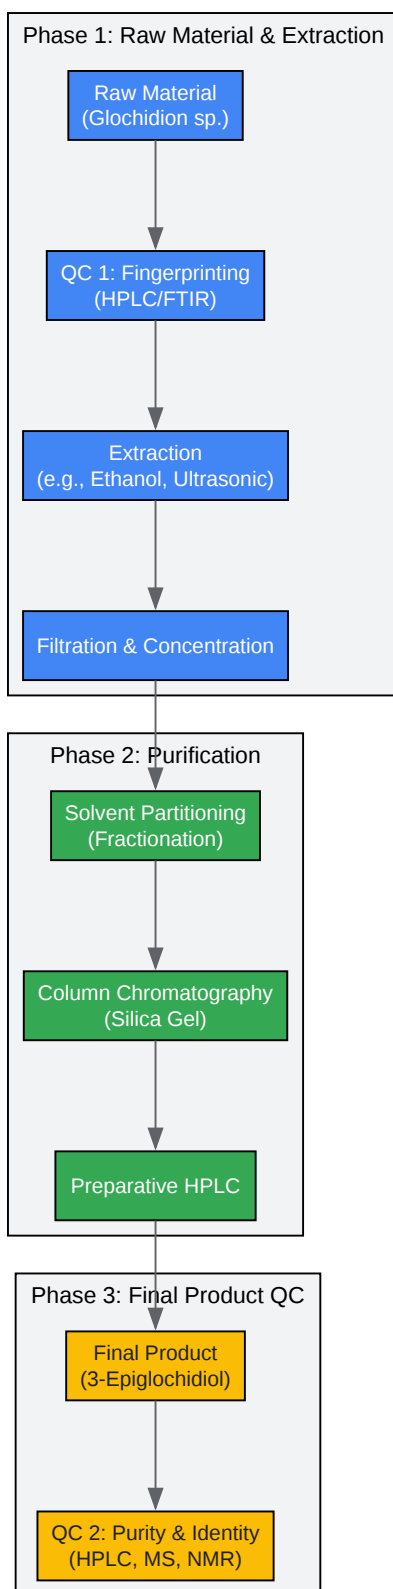 Phase 1: Raw Material & Extraction
Raw Material
(Glochidion sp.)
QC 1: Fingerprinting
(HPLC/FTIR)
Extraction
(e.g., Ethanol, Ultrasonic)
Filtration & Concentration
Phase 2: Purification
Solvent Partitioning
(Fractionation)
Column Chromatography
(Silica Gel)
Preparative HPLC
Phase 3: Final Product QC
Final Product
(3-Epiglochidiol)
QC 2: Purity & Identity
(HPLC, MS, NMR)